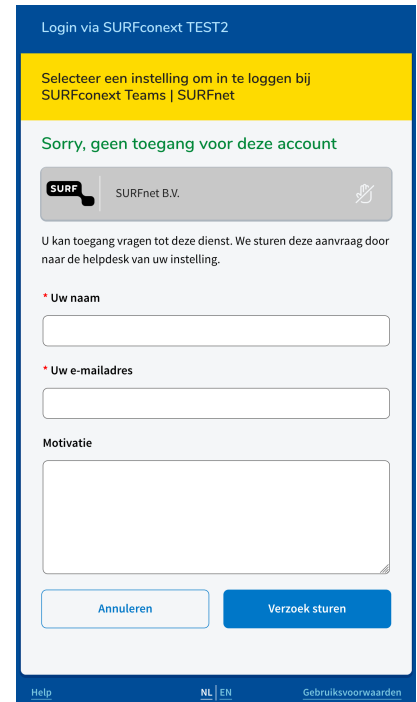 Login via SURFconext TEST2
Selecteer een instelling om in te loggen bij
SURFconext Teams | SURFnet
Sorry, geen toegang voor deze account
SURF
SURFnet B.V.
U kan toegang vragen tot deze dienst. We sturen deze aanvraag door
naar de helpdesk van uw instelling.
* Uw naam
* Uw e-mailadres
Motivatie
Annuleren
Verzoek sturen
Help
NL | EN
Gebruiksvoorwaarden